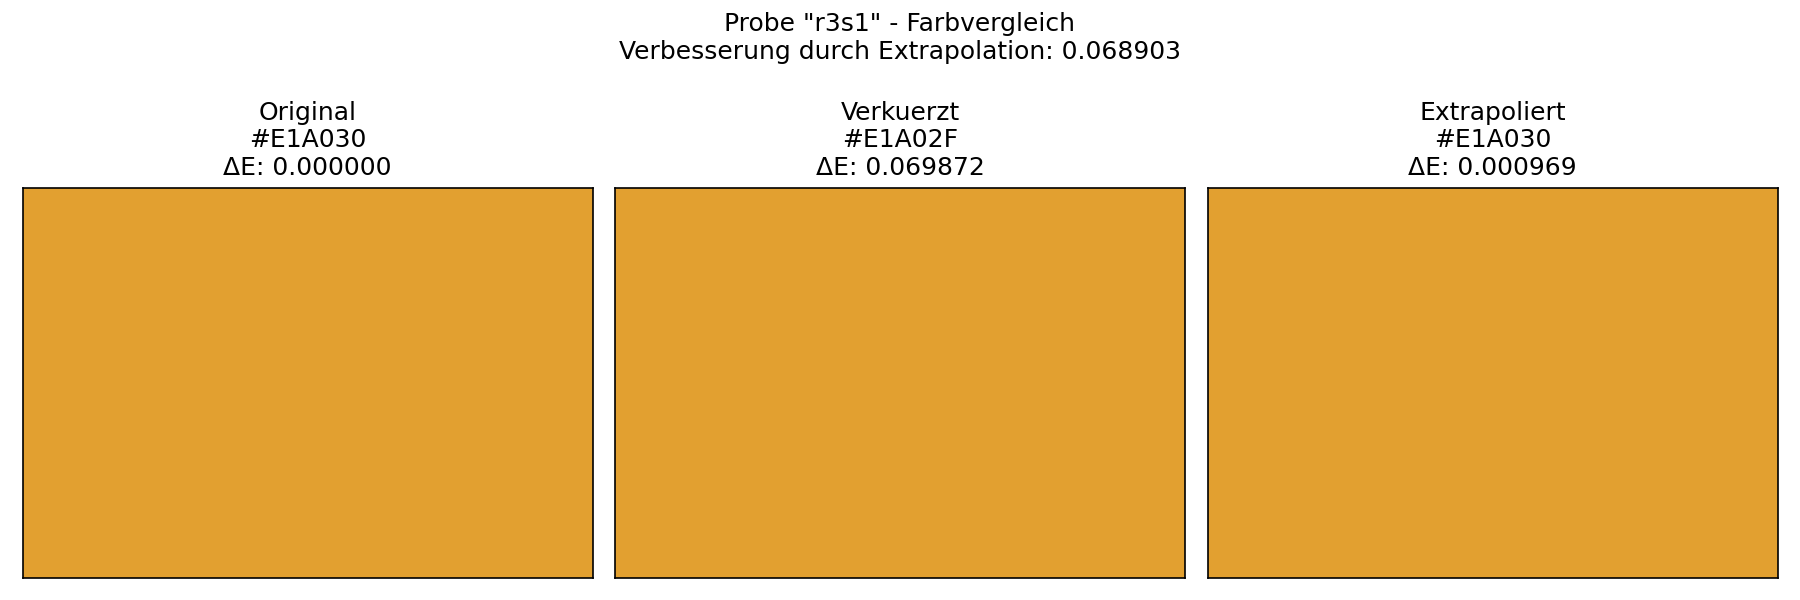 Probe "r3s1" - Farbvergleich
Verbesserung durch Extrapolation: 0.068903
Original
#E1A030
ΔE: 0.000000
Verkuerzt
#E1A02F
ΔE: 0.069872
Extrapoliert
#E1A030
ΔE: 0.000969